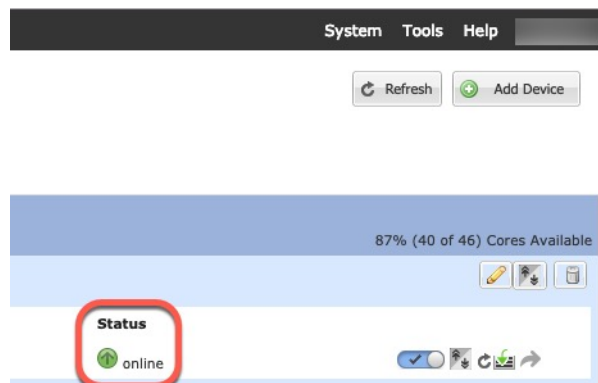 System Tools Help
Refresh Add Device
87% (40 of 46) Cores Available
Status
online